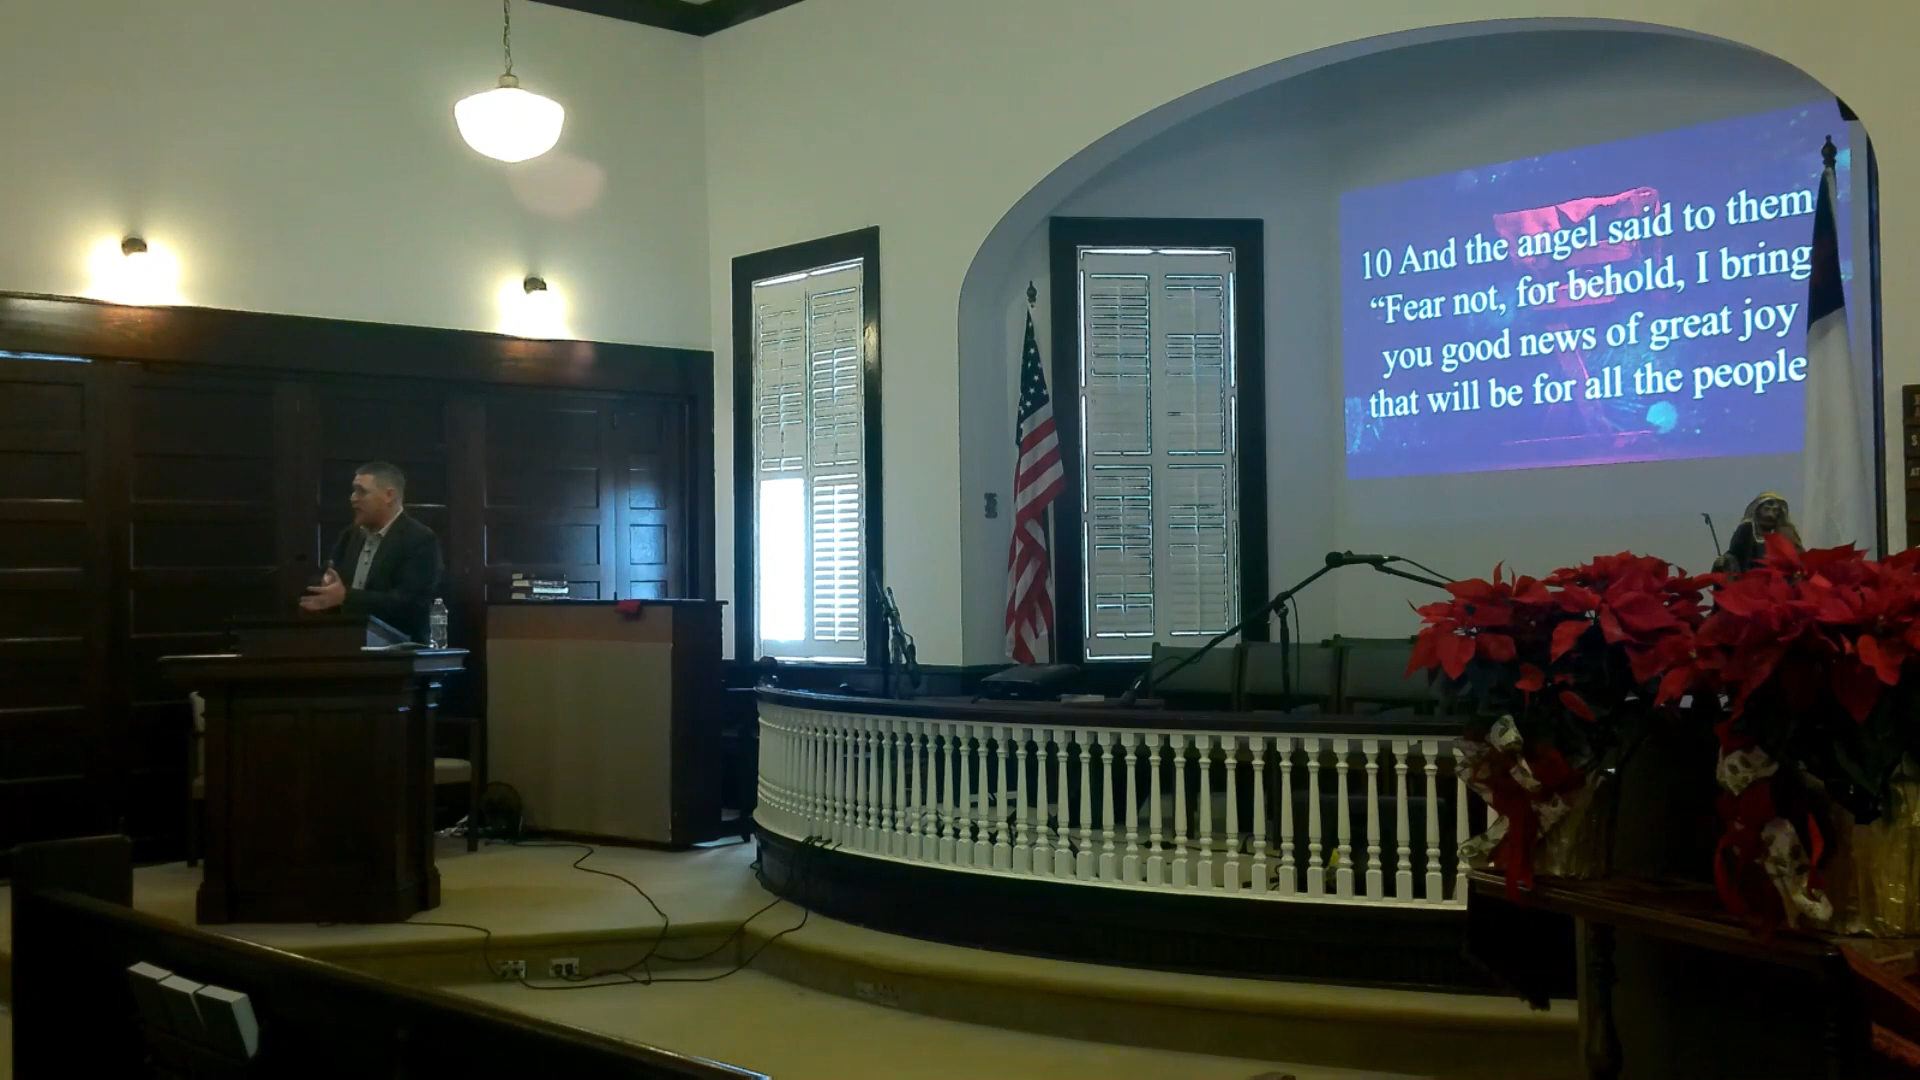 10 And the angel said to them
“Fear not, for behold, I bring
you good news of great joy
that will be for all the people